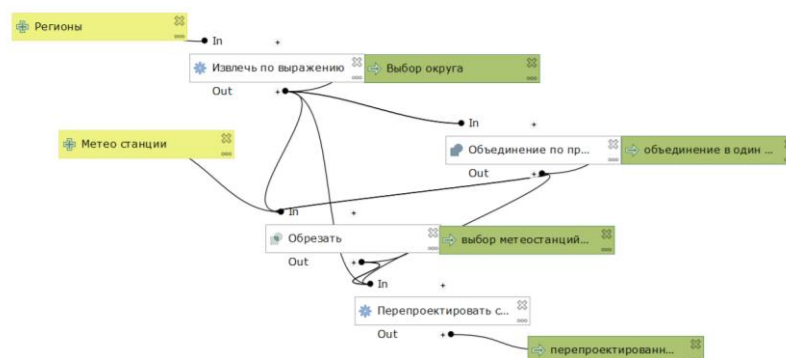 Регионы
In
Извлечь по выражению
Выбор округа
Out
In
Метео станции
Объединение по пр...
объединение в один ...
Out
In
Обрезать
выбор метеостанций...
Out
In
Перепроектировать с...
Out
перепроектированн...